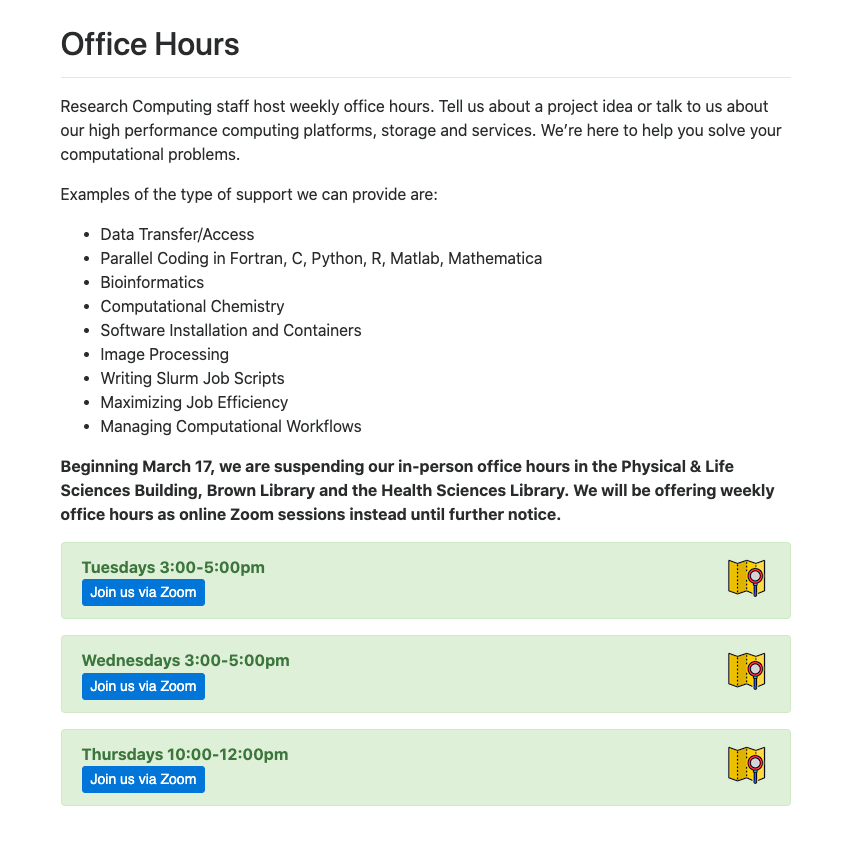 Office Hours
Research Computing staff host weekly office hours. Tell us about a project idea or talk to us about
our high performance computing platforms, storage and services. We’re here to help you solve your
computational problems.
Examples of the type of support we can provide are:
• Data Transfer/Access
• Parallel Coding in Fortran, C, Python, R, Matlab, Mathematica
• Bioinformatics
• Computational Chemistry
• Software Installation and Containers
• Image Processing
• Writing Slurm Job Scripts
• Maximizing Job Efficiency
• Managing Computational Workflows
Beginning March 17, we are suspending our in-person office hours in the Physical & Life
Sciences Building, Brown Library and the Health Sciences Library. We will be offering weekly
office hours as online Zoom sessions instead until further notice.
Tuesdays 3:00-5:00pm
Join us via Zoom
Wednesdays 3:00-5:00pm
Join us via Zoom
Thursdays 10:00-12:00pm
Join us via Zoom